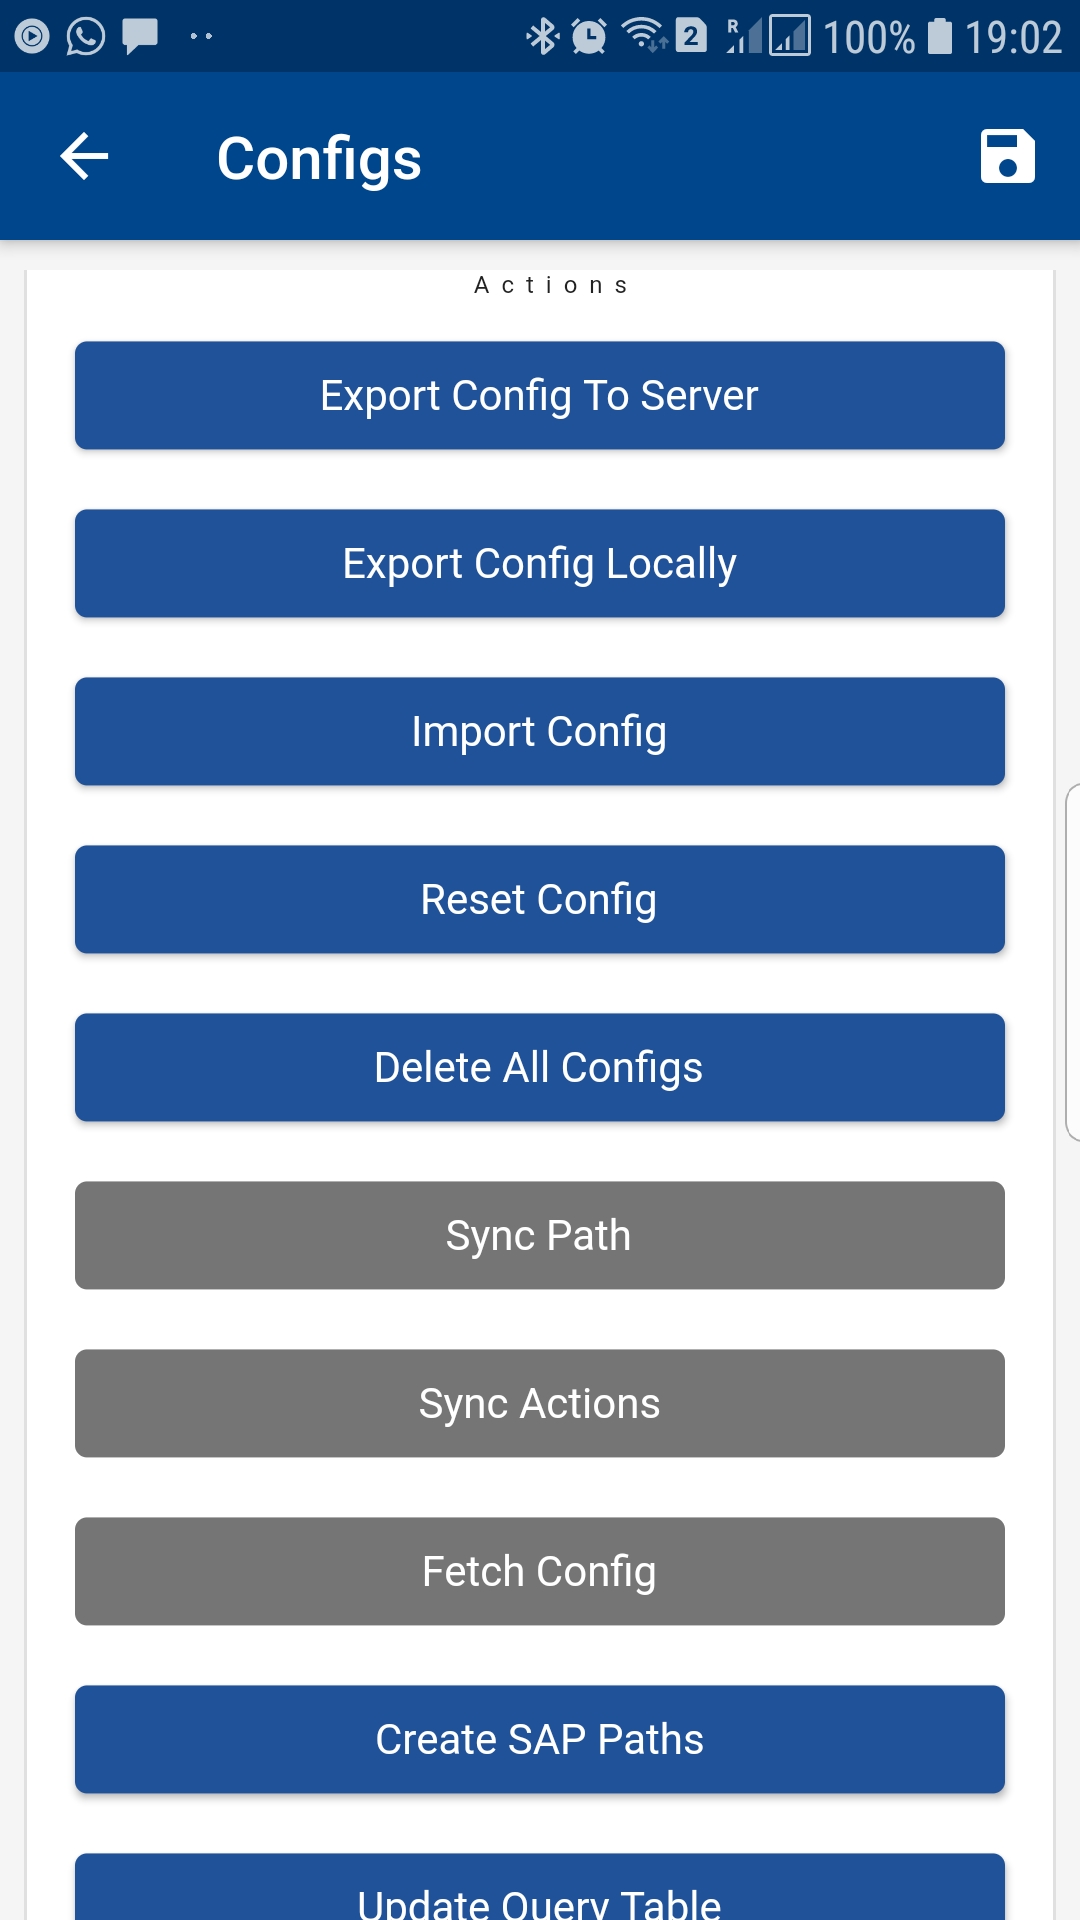 2 R 100% 19:02
Configs
Actions
Export Config To Server
Export Config Locally
Import Config
Reset Config
Delete All Configs
Sync Path
Sync Actions
Fetch Config
Create SAP Paths
Update Query Table